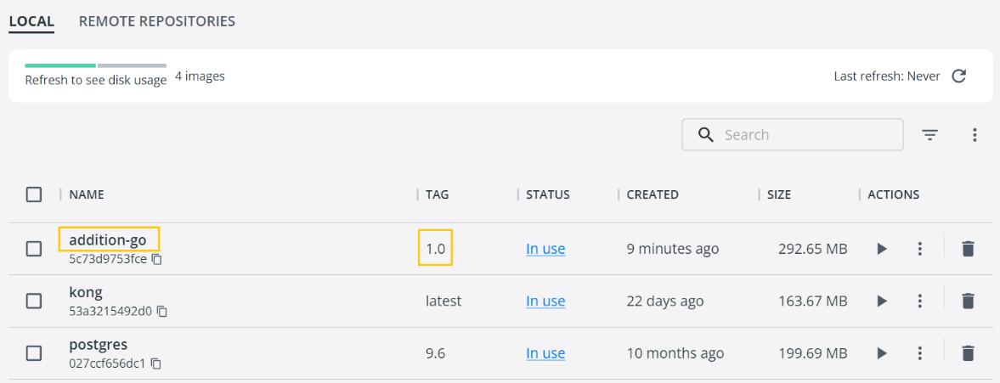 LOCAL REMOTE REPOSITORIES
Refresh to see disk usage 4 images Last refresh: Never
Search
NAME TAG STATUS CREATED SIZE ACTIONS
addition-go 1.0 In use 9 minutes ago 292.65 MB
5c73d9753fce
kong latest In use 22 days ago 163.67 MB
53a3215492d0
postgres 9.6 In use 10 months ago 199.69 MB
027ccf656dc1